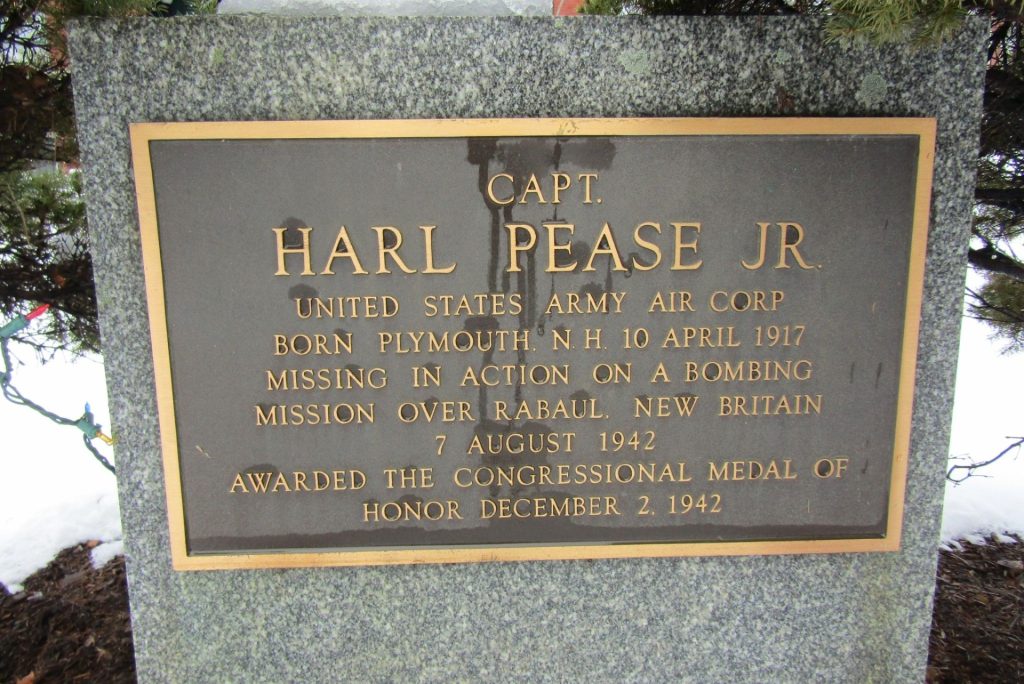 CAPT.
HARL PEASE JR.
UNITED STATES ARMY AIR CORP
BORN PLYMOUTH. N.H. 10 APRIL 1917
MISSING IN ACTION ON A BOMBING
MISSION OVER RABAUL. NEW BRITAIN
7 AUGUST 1942
AWARDED THE CONGRESSIONAL MEDAL OF
HONOR DECEMBER 2, 1942